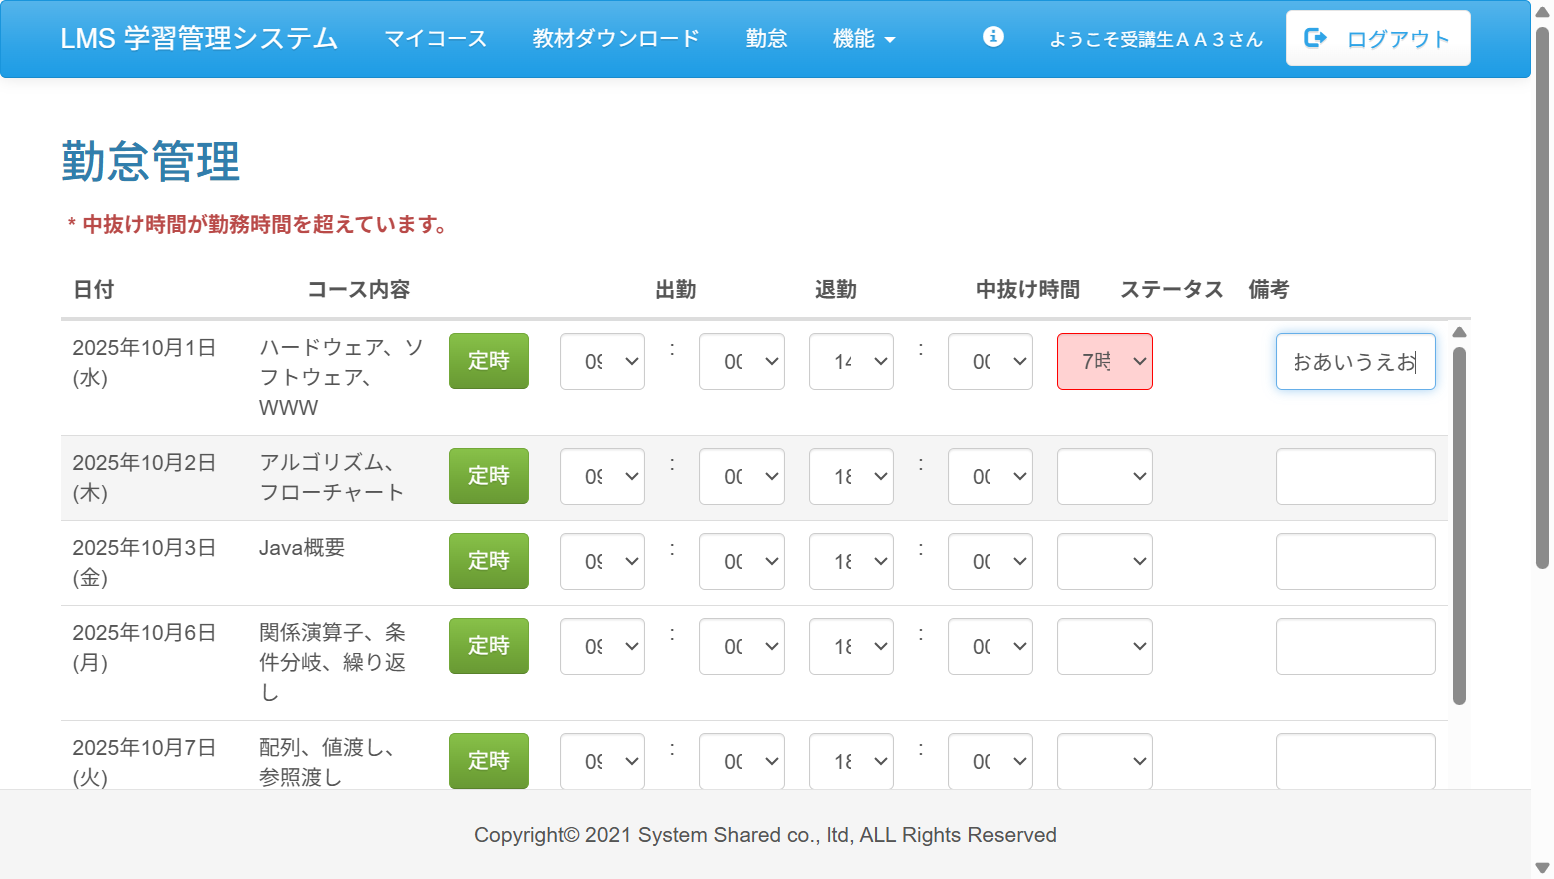 LMS 学習管理システム マイコース 教材ダウンロード 勤怠 機能 ようこそ受講生ＡＡ３さん ログアウト
勤怠管理
* 中抜け時間が勤務時間を超えています。
日付 コース内容 出勤 退勤 中抜け時間 ステータス 備考
2025年10月1日 ハードウェア、ソ 定時 09 : 00 14 : 00 7時 おあいうえお
(水) フトウェア、
WWW
2025年10月2日 アルゴリズム、 定時 09 : 00 18 : 00
(木) フローチャート
2025年10月3日 Java概要 定時 09 : 00 18 : 00
(金)
2025年10月6日 関係演算子、条 定時 09 : 00 18 : 00
(月) 件分岐、繰り返
し
2025年10月7日 配列、値渡し、 定時 09 : 00 18 : 00
(火) 参照渡し
Copyright© 2021 System Shared co., ltd, ALL Rights Reserved